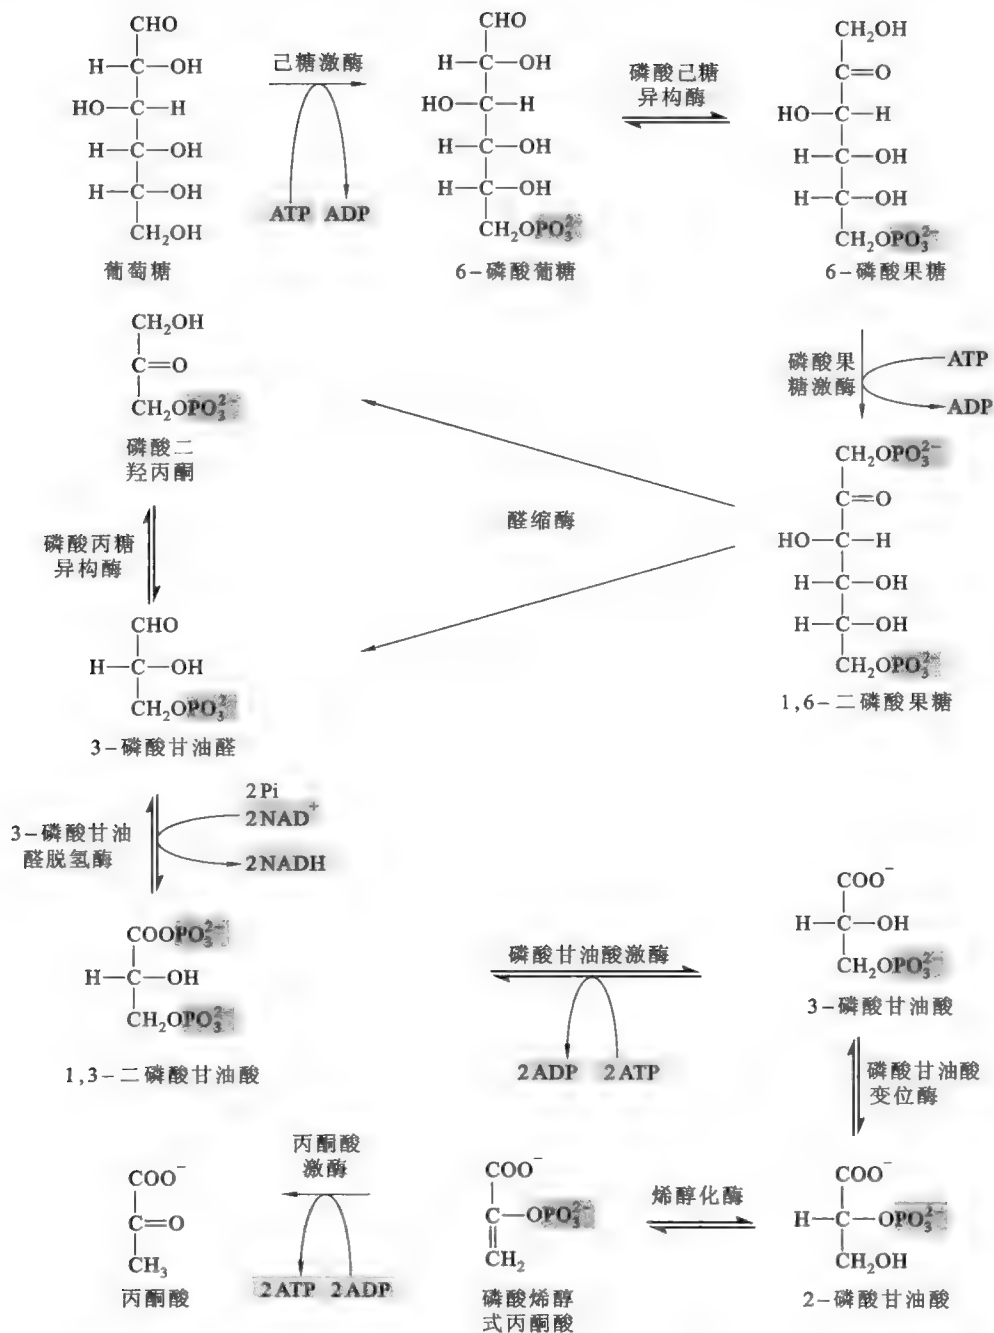 CHO
H—C—OH
HO—C—H
H—C—OH
H—C—OH
CH₂OH
葡萄糖
己糖激酶
ATP ADP
CHO
H—C—OH
HO—C—H
H—C—OH
H—C—OH
CH₂OPO₃²⁻
6-磷酸葡糖
磷酸己糖
异构酶
CH₂OH
C=O
HO—C—H
H—C—OH
H—C—OH
CH₂OPO₃²⁻
6-磷酸果糖
磷酸果
糖激酶
ATP
ADP
CH₂OPO₃²⁻
C=O
HO—C—H
H—C—OH
H—C—OH
CH₂OPO₃²⁻
1,6-二磷酸果糖
醛缩酶
CH₂OH
C=O
CH₂OPO₃²⁻
磷酸二
羟丙酮
磷酸丙糖
异构酶
CHO
H—C—OH
CH₂OPO₃²⁻
3-磷酸甘油醛
3-磷酸甘油
醛脱氢酶
2Pi
2NAD⁺
2NADH
COOPO₃²⁻
H—C—OH
CH₂OPO₃²⁻
1,3-二磷酸甘油酸
磷酸甘油酸激酶
2ADP 2ATP
COO⁻
H—C—OH
CH₂OPO₃²⁻
3-磷酸甘油酸
磷酸甘油酸
变位酶
COO⁻
H—C—OPO₃²⁻
CH₂OH
2-磷酸甘油酸
烯醇化酶
COO⁻
C—OPO₃²⁻
CH₂
磷酸烯醇
式丙酮酸
丙酮酸
激酶
2ATP 2ADP
COO⁻
C=O
CH₃
丙酮酸